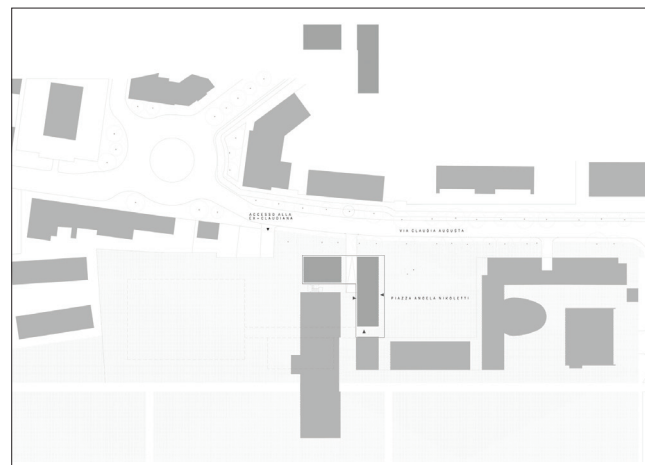 ACCESSO ALLA
EX-CLAUDIANA
VIA CLAUDIA AUGUSTA
PIAZZA ANGELA NIKOLETTI